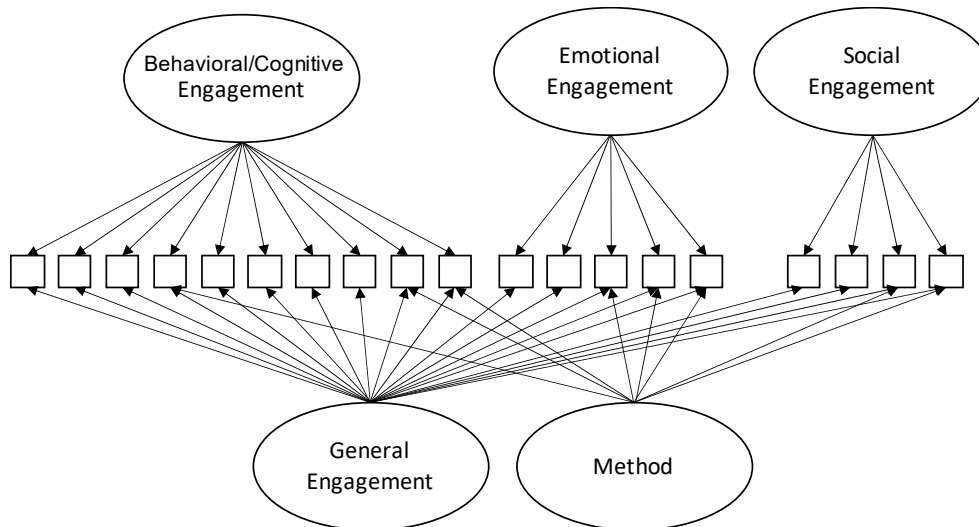 Behavioral/Cognitive
Engagement
Emotional
Engagement
Social
Engagement
General
Engagement
Method